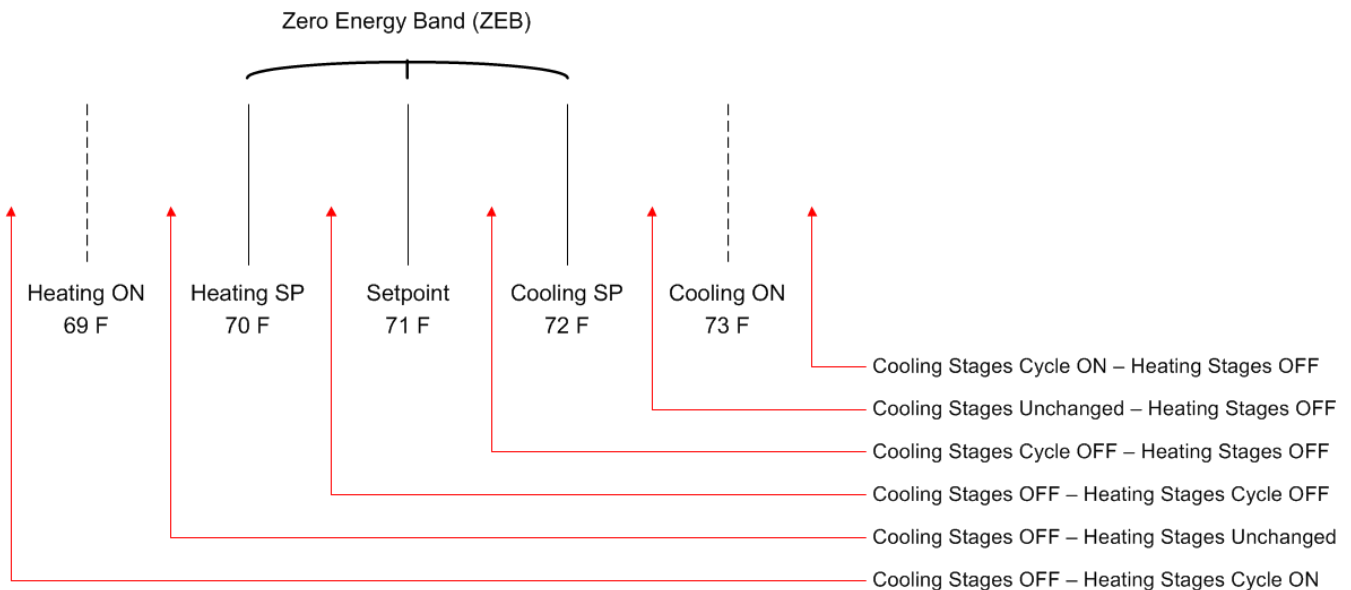 Zero Energy Band (ZEB)
Heating ON Heating SP Setpoint Cooling SP Cooling ON
69 F 70 F 71 F 72 F 73 F
Cooling Stages Cycle ON – Heating Stages OFF
Cooling Stages Unchanged – Heating Stages OFF
Cooling Stages Cycle OFF – Heating Stages OFF
Cooling Stages OFF – Heating Stages Cycle OFF
Cooling Stages OFF – Heating Stages Unchanged
Cooling Stages OFF – Heating Stages Cycle ON